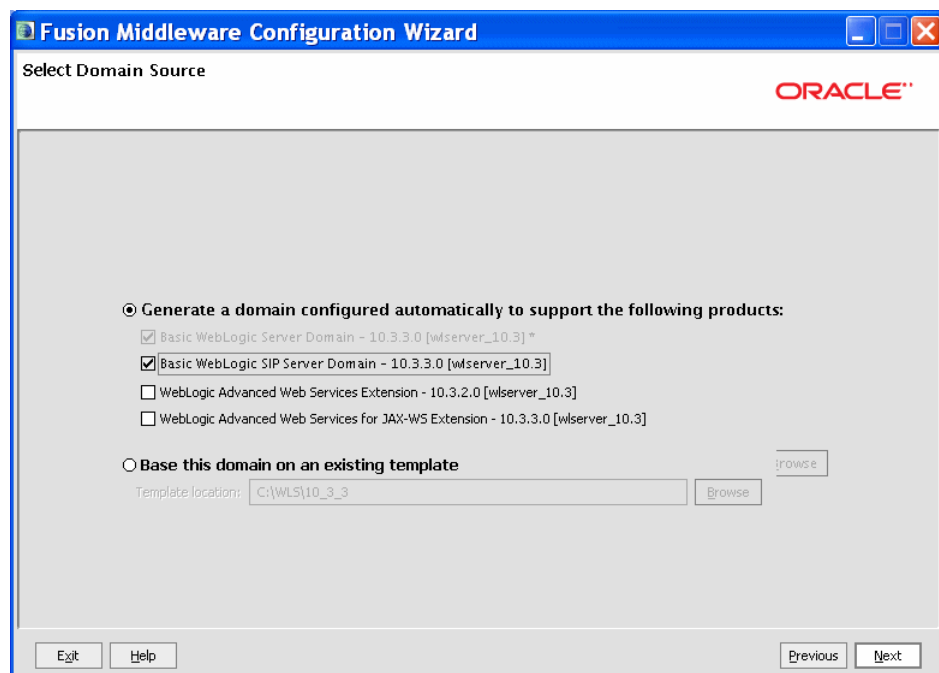 Fusion Middleware Configuration Wizard
Select Domain Source
ORACLE
Generate a domain configured automatically to support the following products:
Basic WebLogic Server Domain - 10.3.3.0 [wlserver_10.3] *
Basic WebLogic SIP Server Domain - 10.3.3.0 [wlserver_10.3]
WebLogic Advanced Web Services Extension - 10.3.2.0 [wlserver_10.3]
WebLogic Advanced Web Services for JAX-WS Extension - 10.3.3.0 [wlserver_10.3]
Base this domain on an existing template
rowse
Template location: C:\WLS\10_3_3 Browse
Exit Help Previous Next